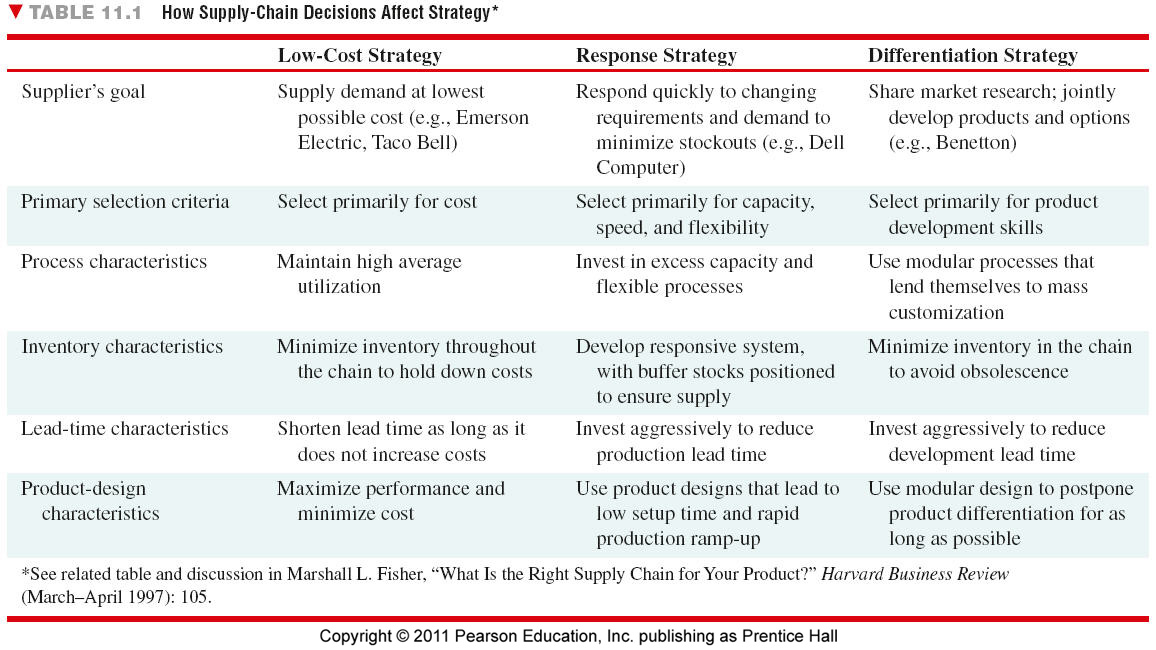 ▼ TABLE 11.1 How Supply-Chain Decisions Affect Strategy*
Low-Cost Strategy Response Strategy Differentiation Strategy
Supplier's goal
Supply demand at lowest
possible cost (e.g., Emerson
Electric, Taco Bell)
Respond quickly to changing
requirements and demand to
minimize stockouts (e.g., Dell
Computer)
Share market research; jointly
develop products and options
(e.g., Benetton)
Primary selection criteria
Select primarily for cost
Select primarily for capacity,
speed, and flexibility
Select primarily for product
development skills
Process characteristics
Maintain high average
utilization
Invest in excess capacity and
flexible processes
Use modular processes that
lend themselves to mass
customization
Inventory characteristics
Minimize inventory throughout
the chain to hold down costs
Develop responsive system,
with buffer stocks positioned
to ensure supply
Minimize inventory in the chain
to avoid obsolescence
Lead-time characteristics
Shorten lead time as long as it
does not increase costs
Invest aggressively to reduce
production lead time
Invest aggressively to reduce
development lead time
Product-design
characteristics
Maximize performance and
minimize cost
Use product designs that lead to
low setup time and rapid
production ramp-up
Use modular design to postpone
product differentiation for as
long as possible
*See related table and discussion in Marshall L. Fisher, “What Is the Right Supply Chain for Your Product?” Harvard Business Review
(March–April 1997): 105.
Copyright © 2011 Pearson Education, Inc. publishing as Prentice Hall